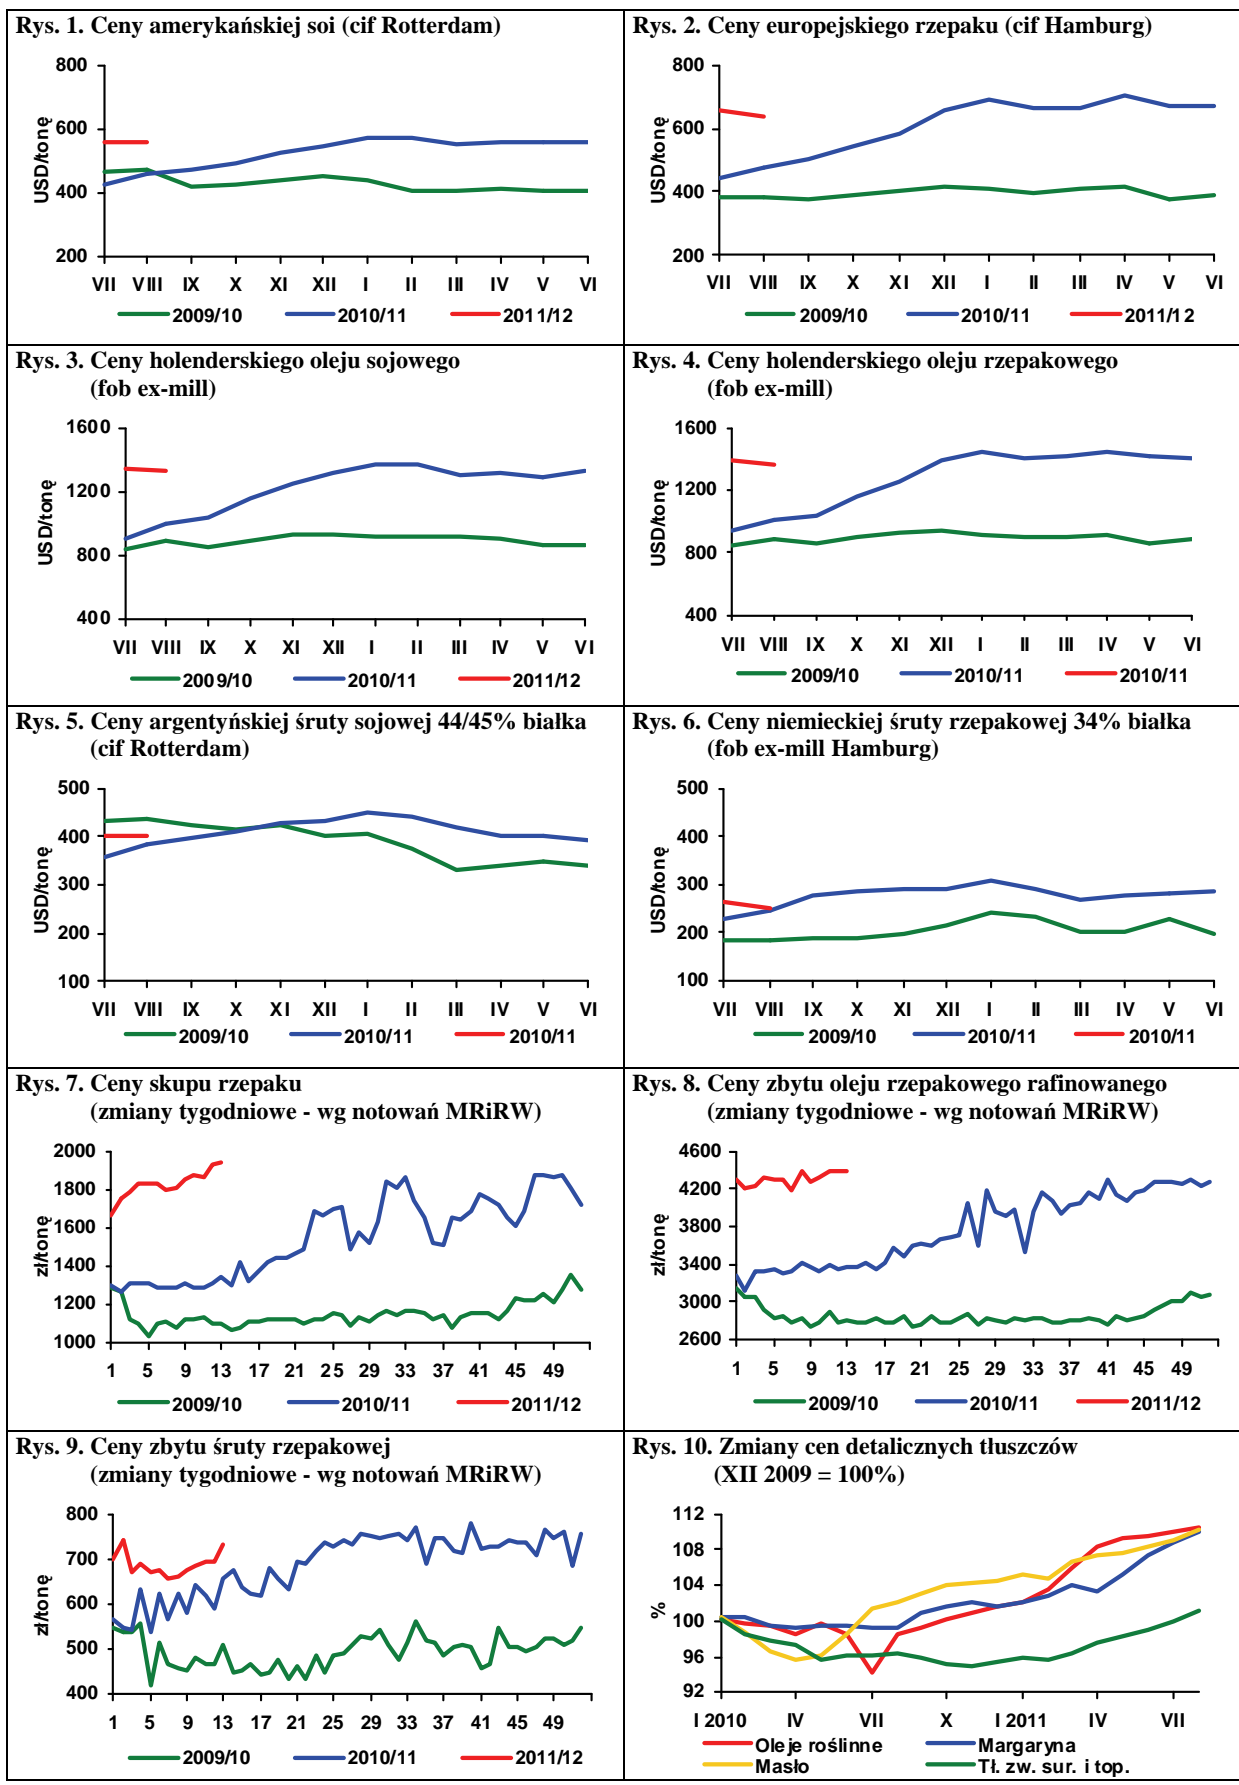 Rys. 1. Ceny amerykańskiej soi (cif Rotterdam)
800
600
400
200
USD/tonę
VII VIII IX X XI XII I II III IV V VI
2009/10 2010/11 2011/12
Rys. 2. Ceny europejskiego rzepaku (cif Hamburg)
800
600
400
200
USD/tonę
VII VIII IX X XI XII I II III IV V VI
2009/10 2010/11 2011/12
Rys. 3. Ceny holenderskiego oleju sojowego
(fob ex-mill)
1600
1200
800
400
USD/tonę
VII VIII IX X XI XII I II III IV V VI
2009/10 2010/11 2011/12
Rys. 4. Ceny holenderskiego oleju rzepakowego
(fob ex-mill)
1600
1200
800
400
USD/tonę
VII VIII IX X XI XII I II III IV V VI
2009/10 2010/11 2010/11
Rys. 5. Ceny argentyńskiej śruty sojowej 44/45% białka
(cif Rotterdam)
500
400
300
200
100
USD/tonę
VII VIII IX X XI XII I II III IV V VI
2009/10 2010/11 2010/11
Rys. 6. Ceny niemieckiej śruty rzepakowej 34% białka
(fob ex-mill Hamburg)
500
400
300
200
100
USD/tonę
VII VIII IX X XI XII I II III IV V VI
2009/10 2010/11 2010/11
Rys. 7. Ceny skupu rzepaku
(zmiany tygodniowe - wg notowań MRiRW)
2000
1800
1600
1400
1200
1000
zł/tonę
1 5 9 13 17 21 25 29 33 37 41 45 49
2009/10 2010/11 2011/12
Rys. 8. Ceny zbytu oleju rzepakowego rafinowanego
(zmiany tygodniowe - wg notowań MRiRW)
4600
4200
3800
3400
3000
2600
zł/tonę
1 5 9 13 17 21 25 29 33 37 41 45 49
2009/10 2010/11 2011/12
Rys. 9. Ceny zbytu śruty rzepakowej
(zmiany tygodniowe - wg notowań MRiRW)
800
700
600
500
400
zł/tonę
1 5 9 13 17 21 25 29 33 37 41 45 49
2009/10 2010/11 2011/12
Rys. 10. Zmiany cen detalicznych tłuszczów
(XII 2009 = 100%)
112
108
104
100
96
92
%
I 2010 IV VII X I 2011 IV VII
Oleje roślinne Margaryna
Masło Tł. zw. sur. i top.